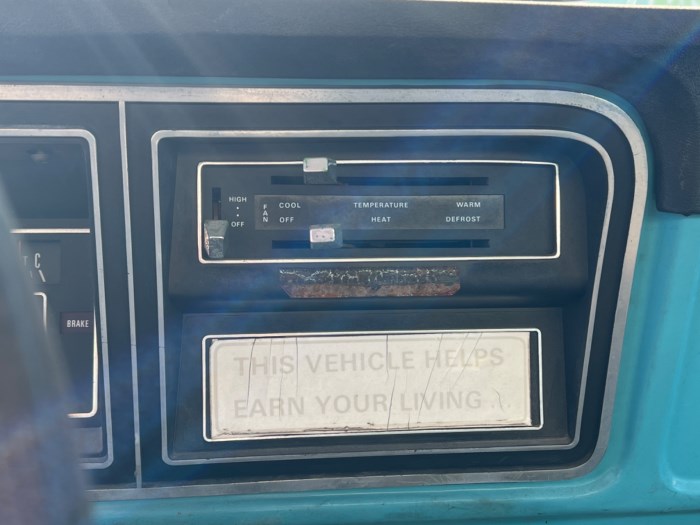 C
BRAKE
HIGH
OFF
FAN
COOL TEMPERATURE WARM
OFF HEAT DEFROST
THIS VEHICLE HELPS
EARN YOUR LIVING